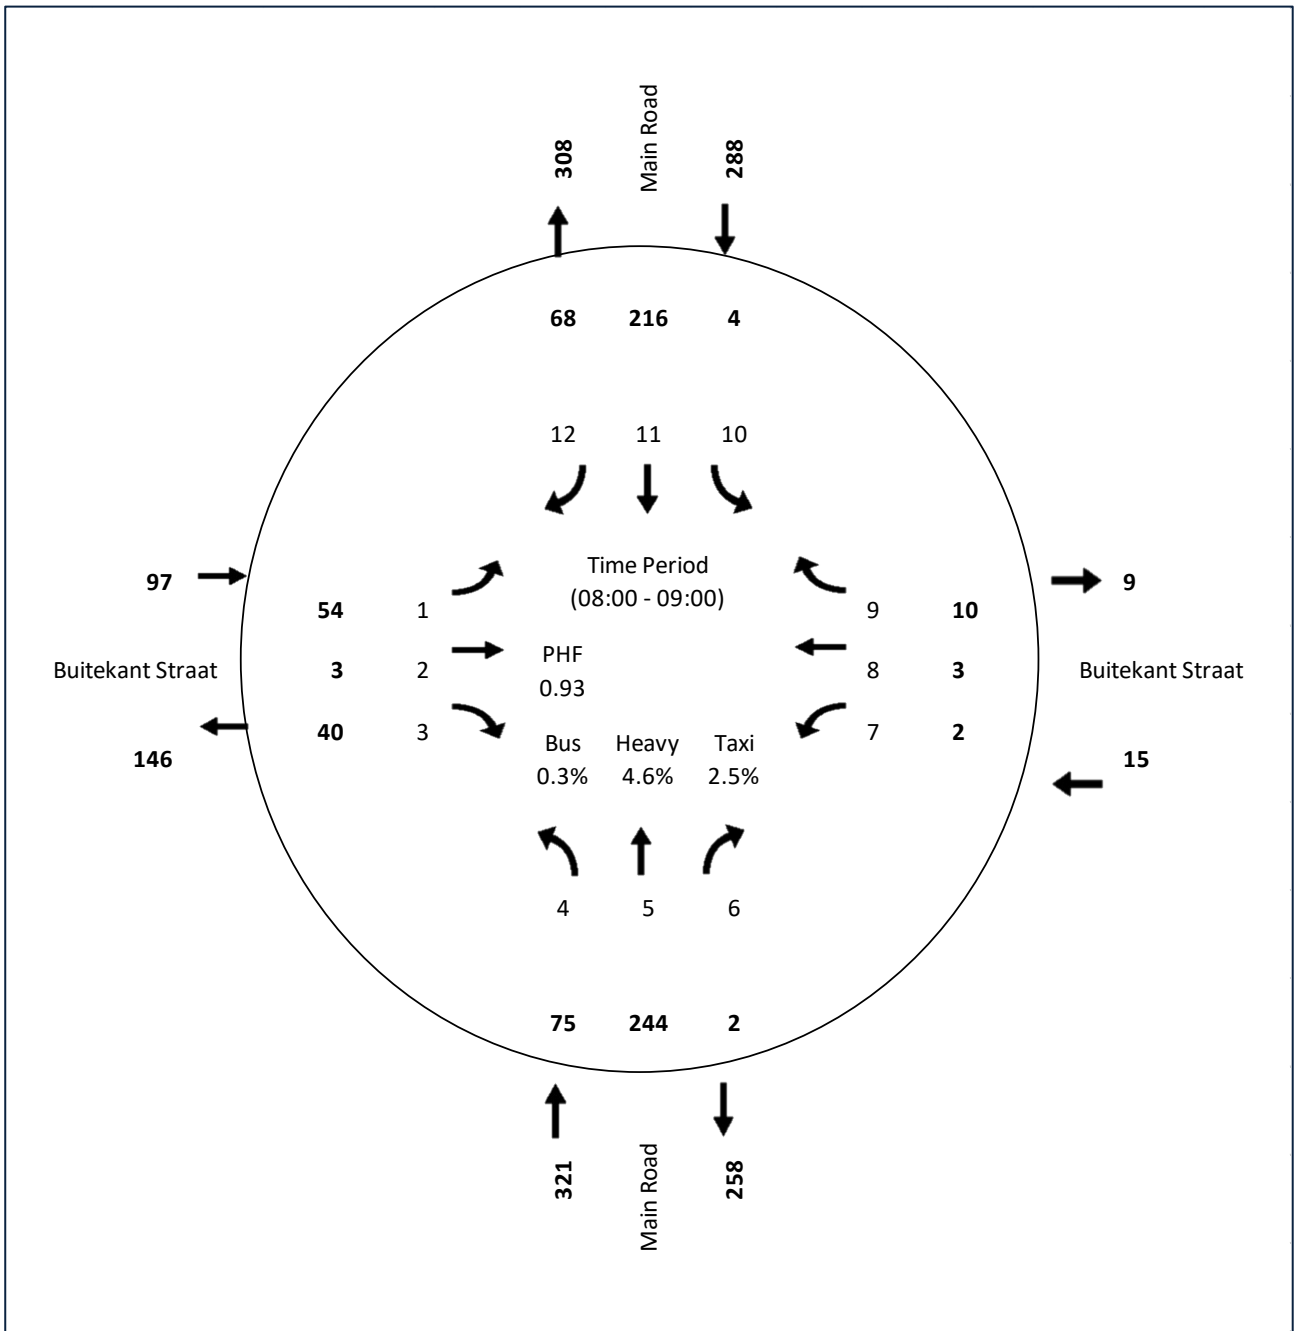 Main Road
308
288
68 216 4
12 11 10
Time Period
(08:00 - 09:00)
97
9
54 1
9 10
Buitekant Straat
3 2
PHF
0.93
8 3
Buitekant Straat
40 3
7 2
146
15
Bus Heavy Taxi
0.3% 4.6% 2.5%
4 5 6
75 244 2
321
Main Road
258